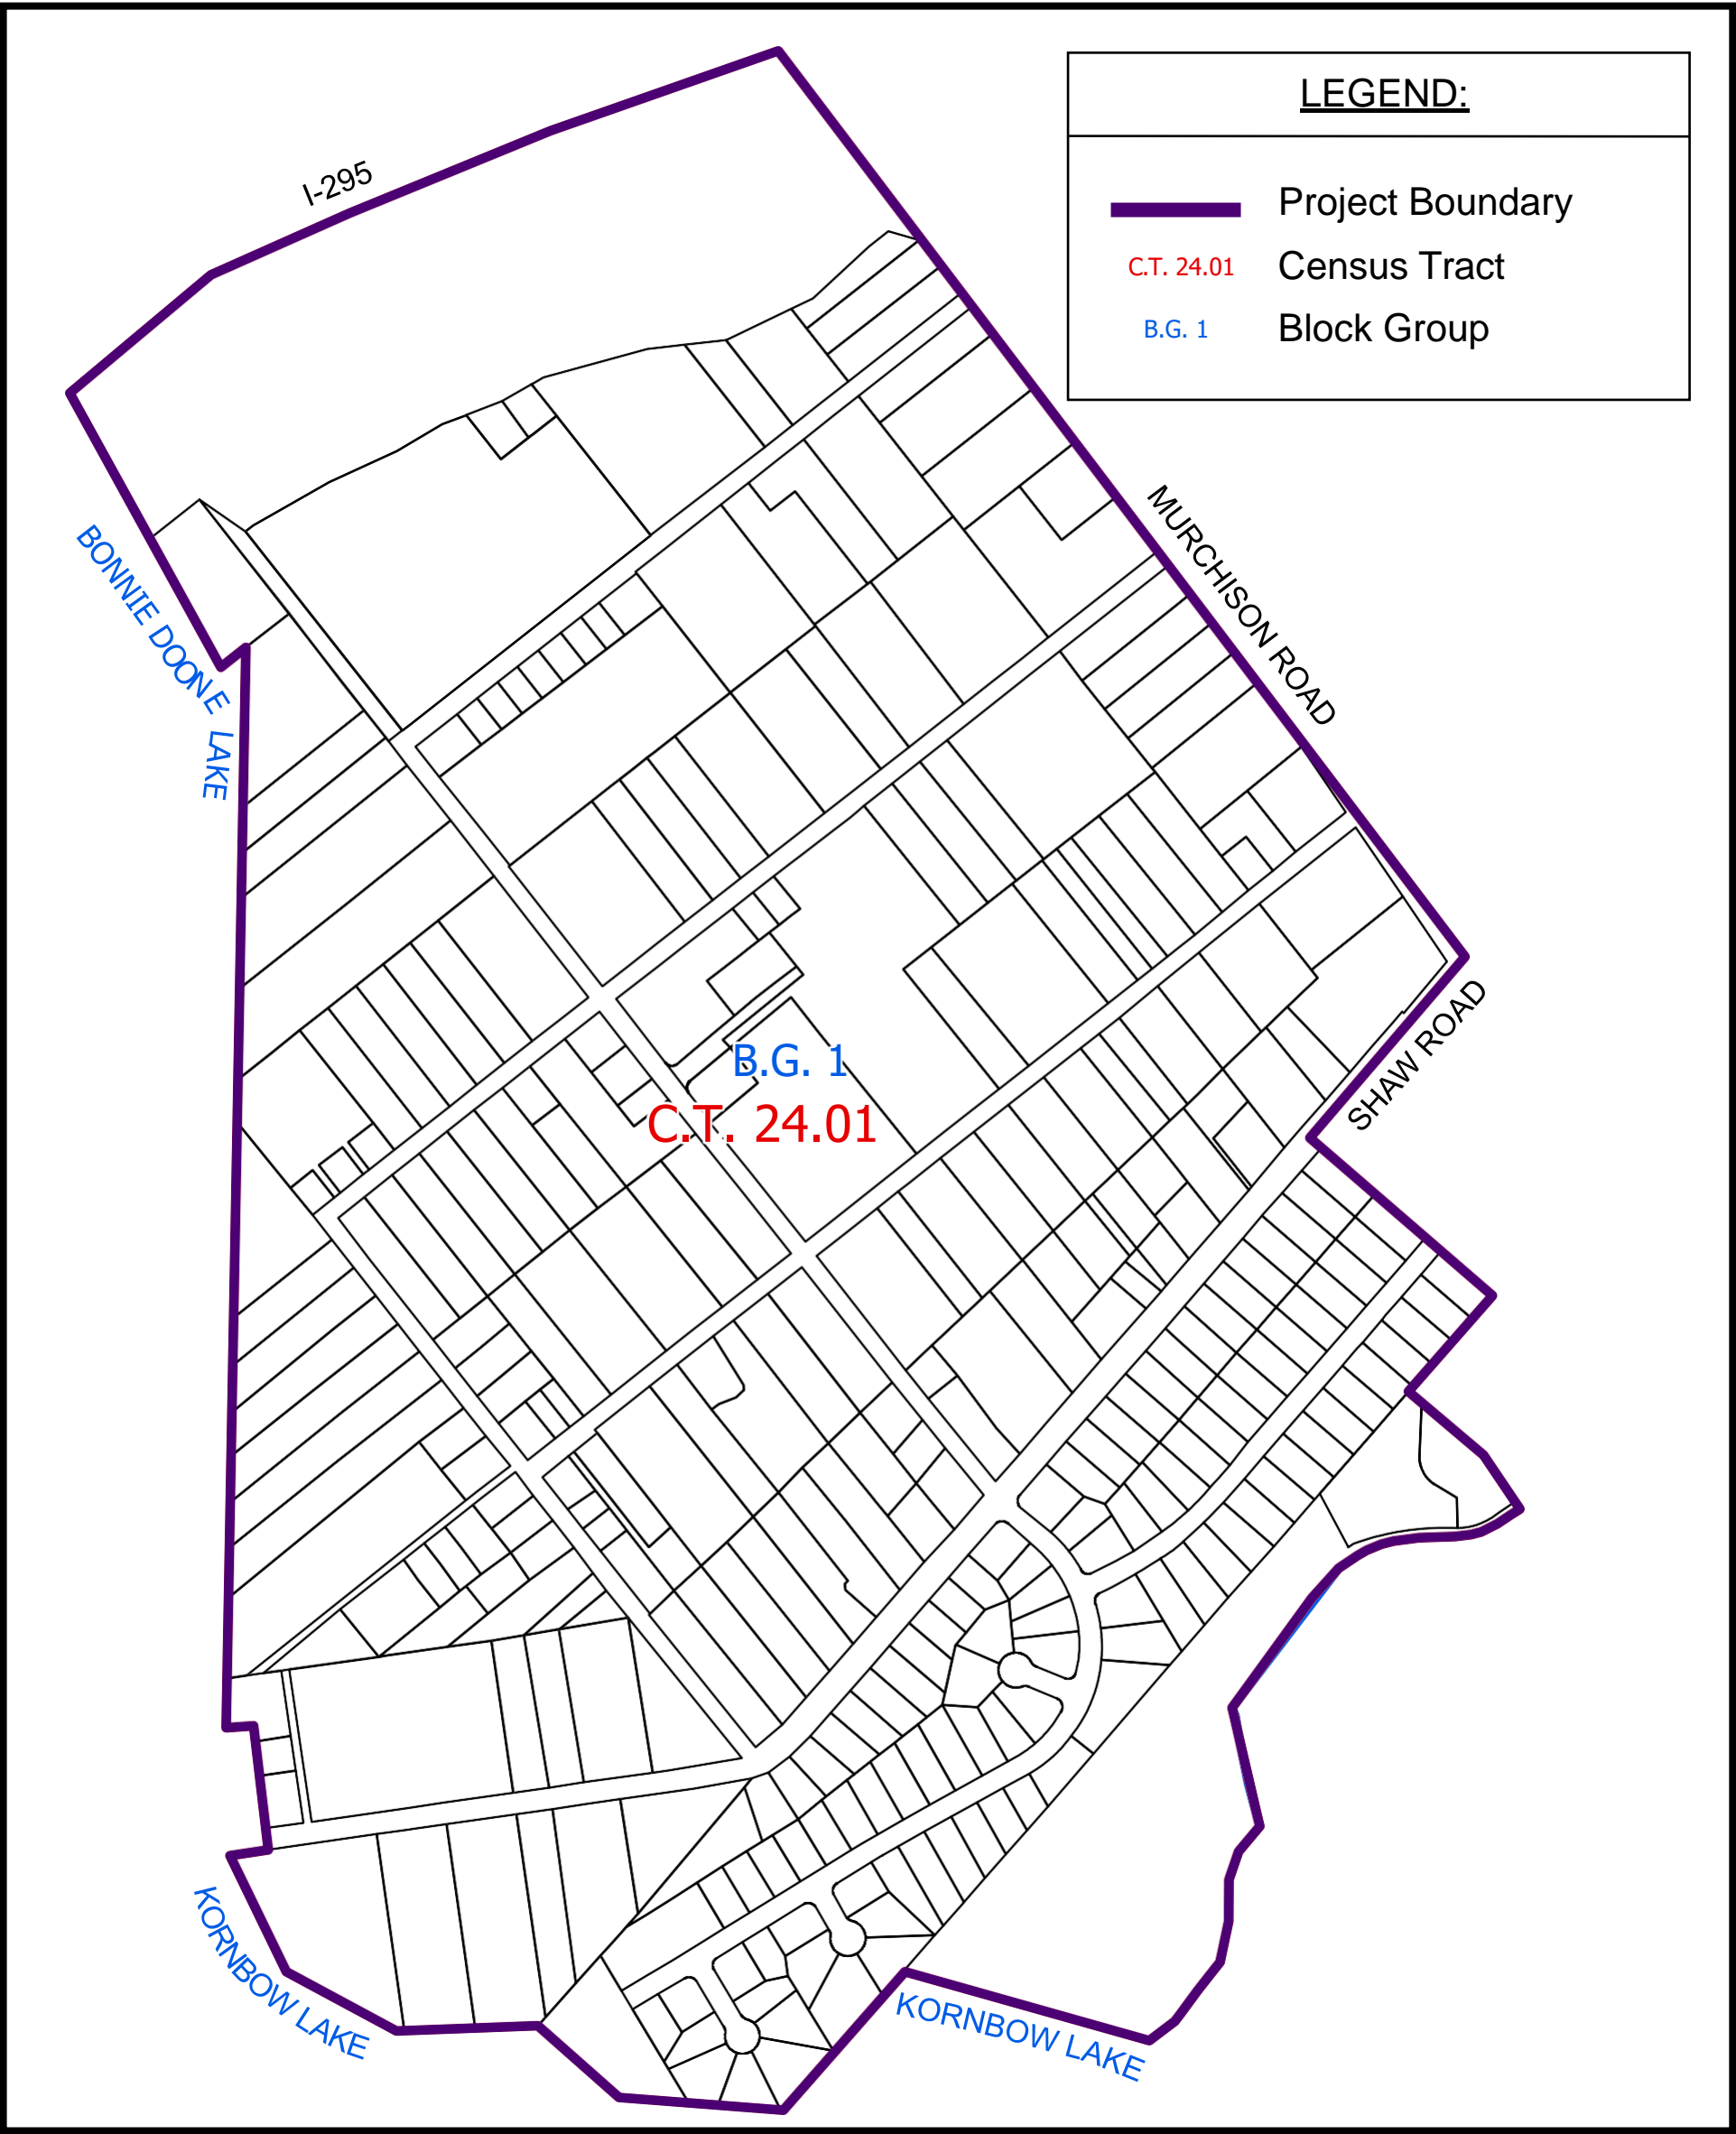 LEGEND:
Project Boundary
C.T. 24.01 Census Tract
B.G. 1 Block Group
I-295
MURCHISON ROAD
BONNIE DOONE LAKE
SHAW ROAD
B.G. 1
C.T. 24.01
KORNBOW LAKE
KORNBOW LAKE